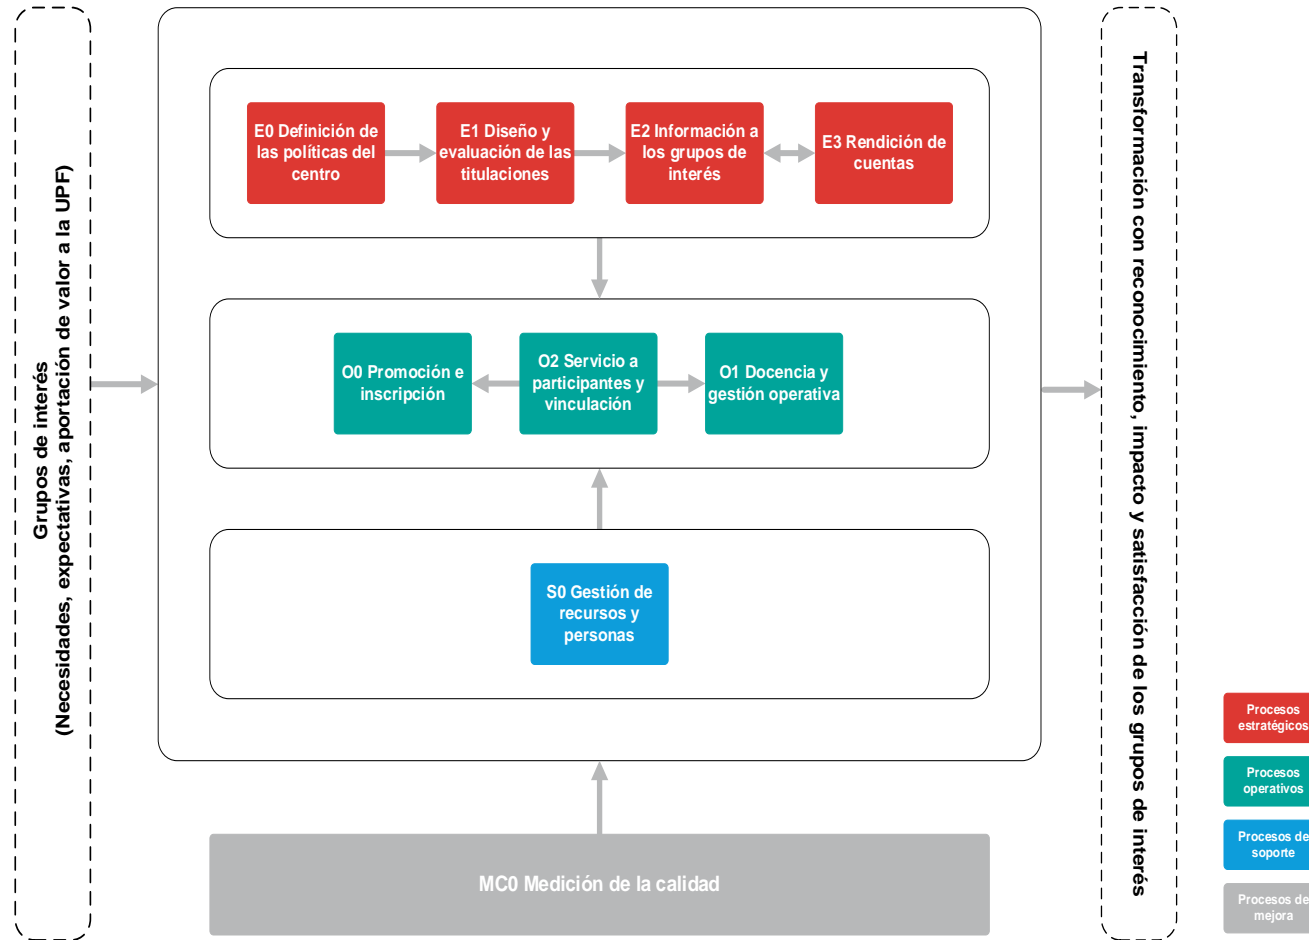 Grupos de interés
(Necesidades, expectativas, aportación de valor a la UPF)
E0 Definición de
las políticas del
centro
E1 Diseño y
evaluación de las
titulaciones
E2 Información a
los grupos de
interés
E3 Rendición de
cuentas
O0 Promoción e
inscripción
O2 Servicio a
participantes y
vinculación
O1 Docencia y
gestión operativa
S0 Gestión de
recursos y
personas
MC0 Medición de la calidad
Transformación con reconocimiento, impacto y satisfacción de los grupos de interés
Procesos
estratégicos
Procesos
operativos
Procesos de
soporte
Procesos de
mejora